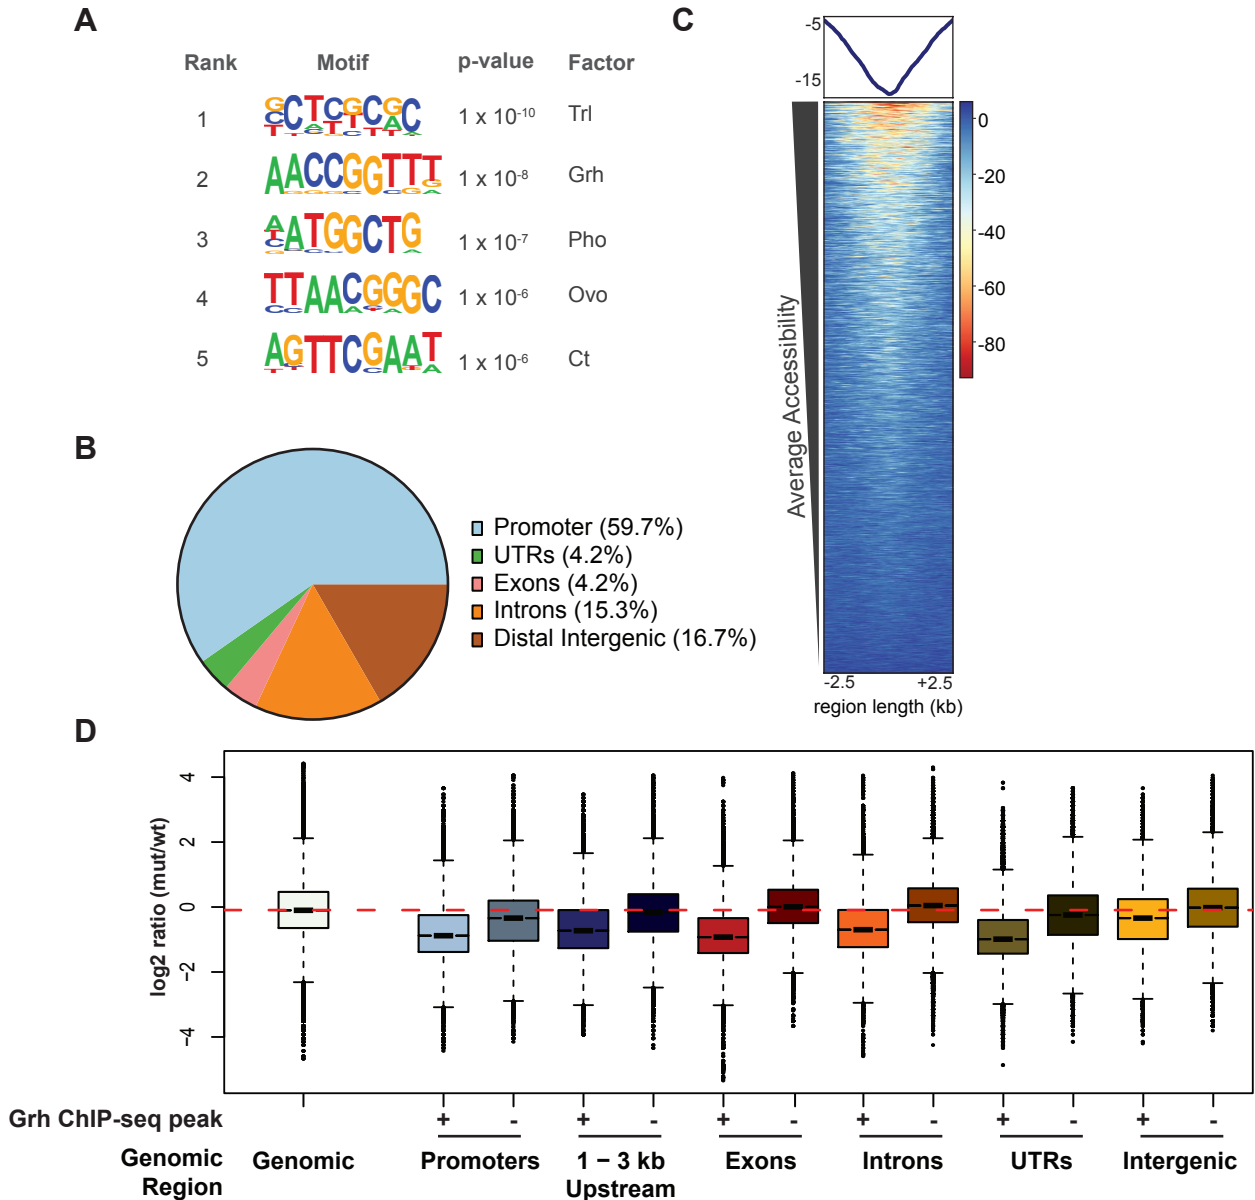 A
Rank Motif p-value Factor
1 1 x 10⁻¹⁰ Trl
2 AACCGGTTT 1 x 10⁻⁸ Grh
3 AATGGCTG 1 x 10⁻⁷ Pho
4 TTAACGGGC 1 x 10⁻⁶ Ovo
5 AGTTCGAAT 1 x 10⁻⁶ Ct
B
Promoter (59.7%)
UTRs (4.2%)
Exons (4.2%)
Introns (15.3%)
Distal Intergenic (16.7%)
C
-5
-15
0
-20
-40
-60
-80
Average Accessibility
-2.5 +2.5
region length (kb)
D
log2 ratio (mut/wt)
4
2
0
−2
−4
Grh ChIP-seq peak + - + - + - + - + - + -
Genomic Region
Genomic
Promoters
1 − 3 kb Upstream
Exons
Introns
UTRs
Intergenic